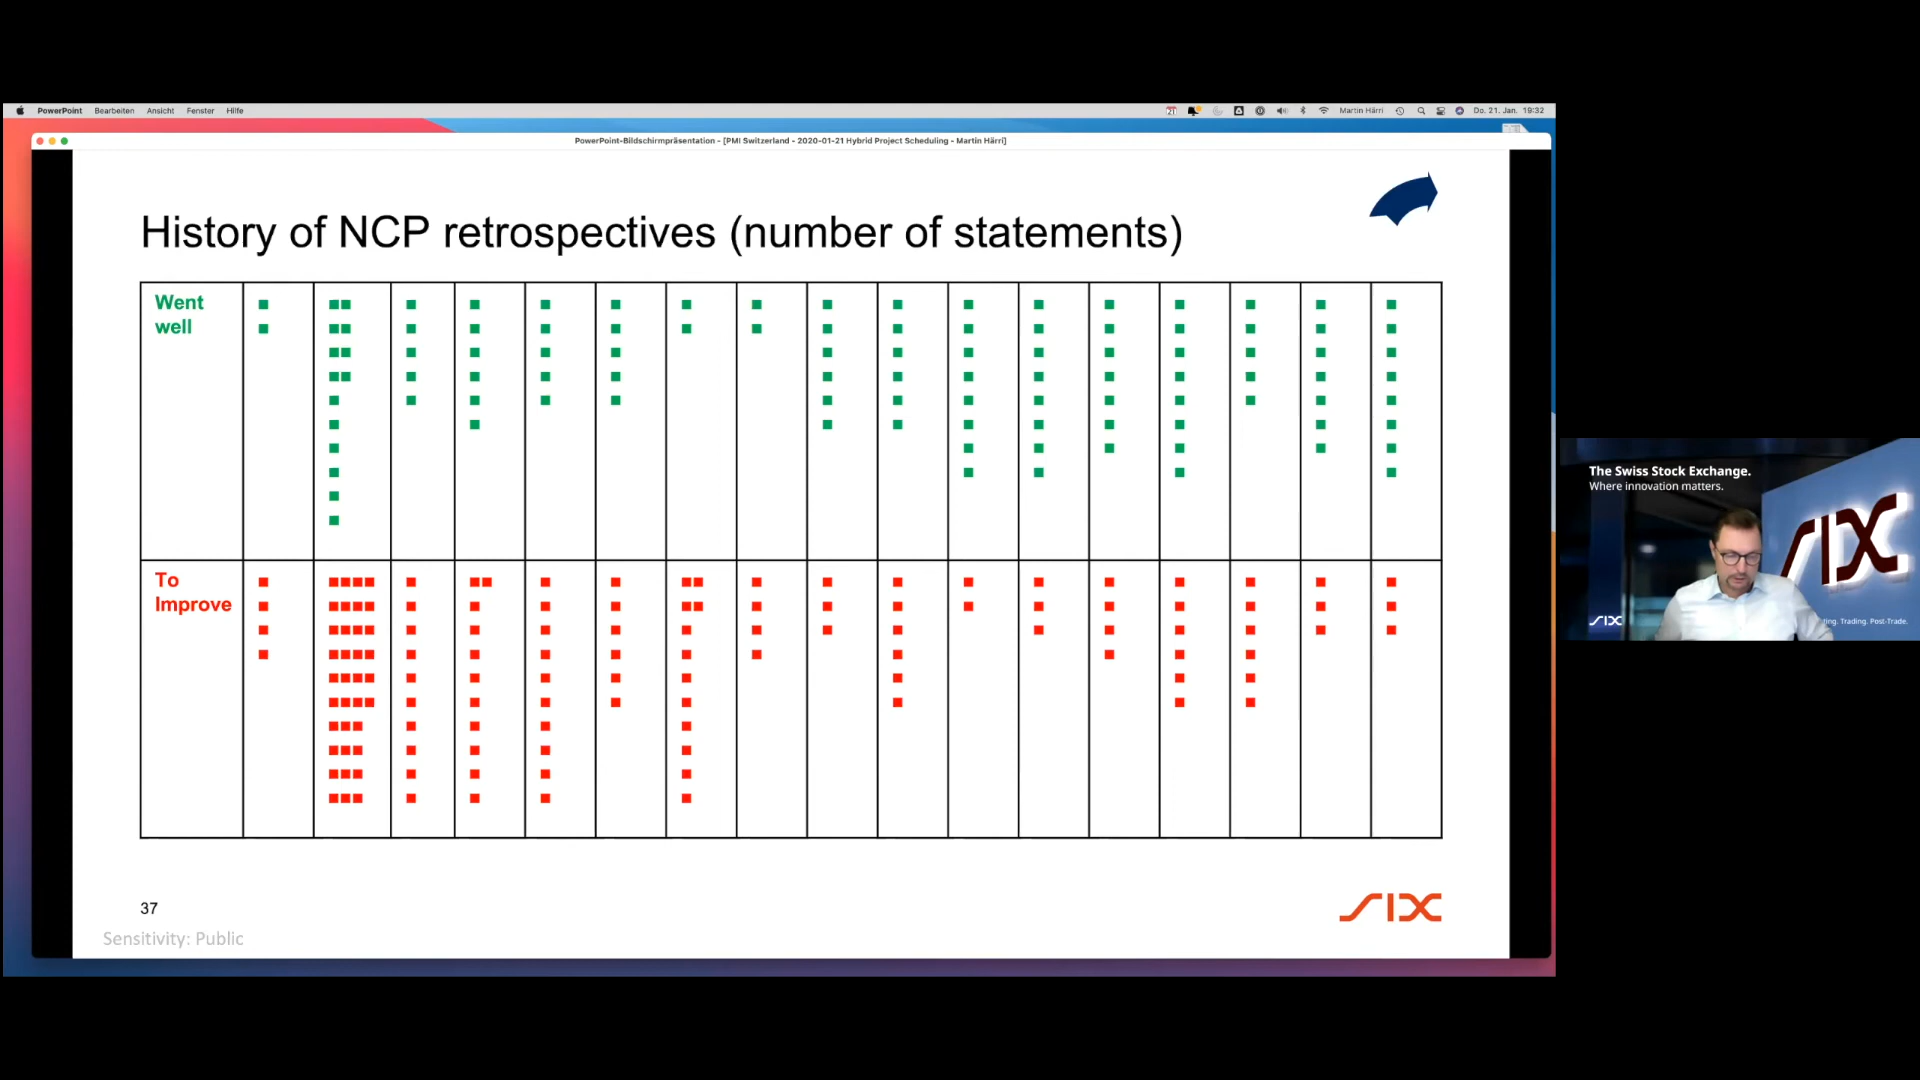 PowerPoint Bearbeiten Ansicht Fenster Hilfe
21 Martin Härri Do. 21. Jan. 19:32
PowerPoint-Bildschirmpräsentation - [PMI Switzerland - 2020-01-21 Hybrid Project Scheduling - Martin Härri]
History of NCP retrospectives (number of statements)
Went
well
To
Improve
37
SIX
Sensitivity: Public
The Swiss Stock Exchange.
Where innovation matters.
SIX
SIX
Trading. Post-Trade.